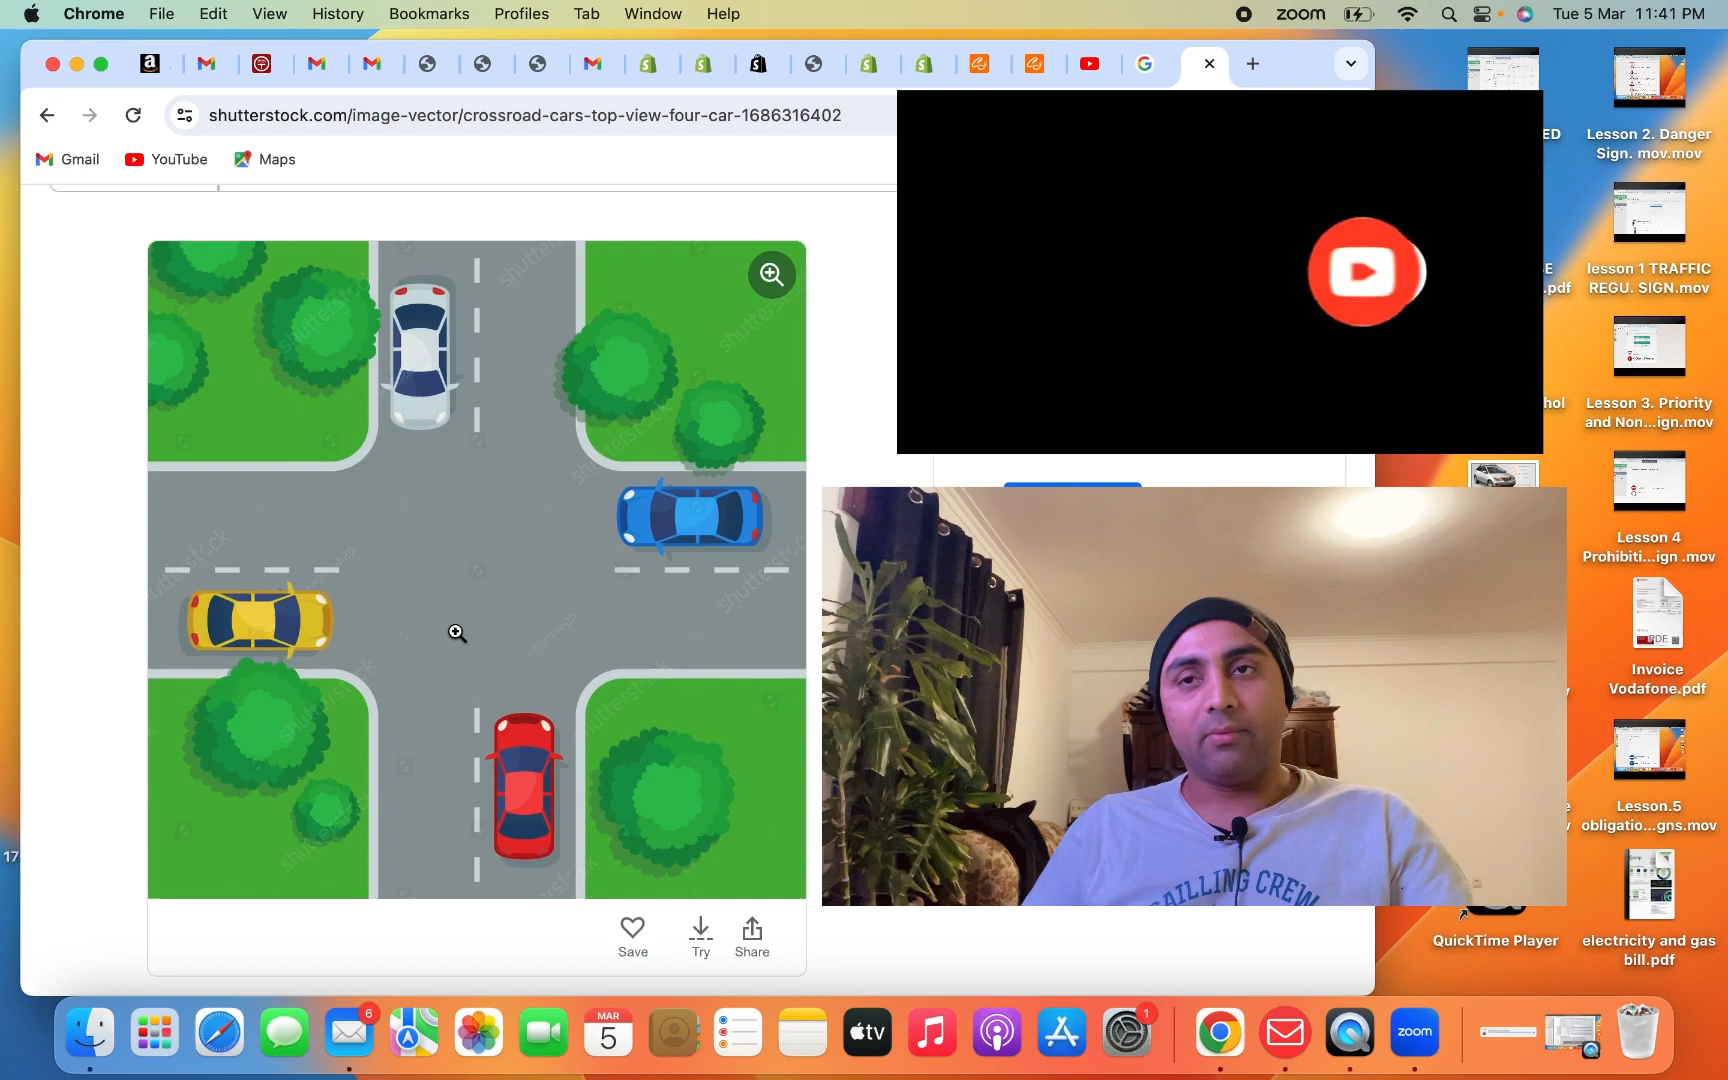 Chrome File Edit View History Bookmarks Profiles Tab Window Help
zoom Tue 5 Mar 11:41 PM
shutterstock.com/image-vector/crossroad-cars-top-view-four-car-1686316402
Gmail YouTube Maps
shutterstock
Save
Try
Share
SAILLING CREW
17
ED
Lesson 2. Danger
Sign. mov.mov
E
.pdf
lesson 1 TRAFFIC
REGU. SIGN.mov
hol
Lesson 3. Priority
and Non...ign.mov
Lesson 4
Prohibiti...ign .mov
PDF
Invoice
Vodafone.pdf
Lesson.5
obligatio...gns.mov
QuickTime Player
electricity and gas
bill.pdf
6
MAR
5
tv
1
zoom